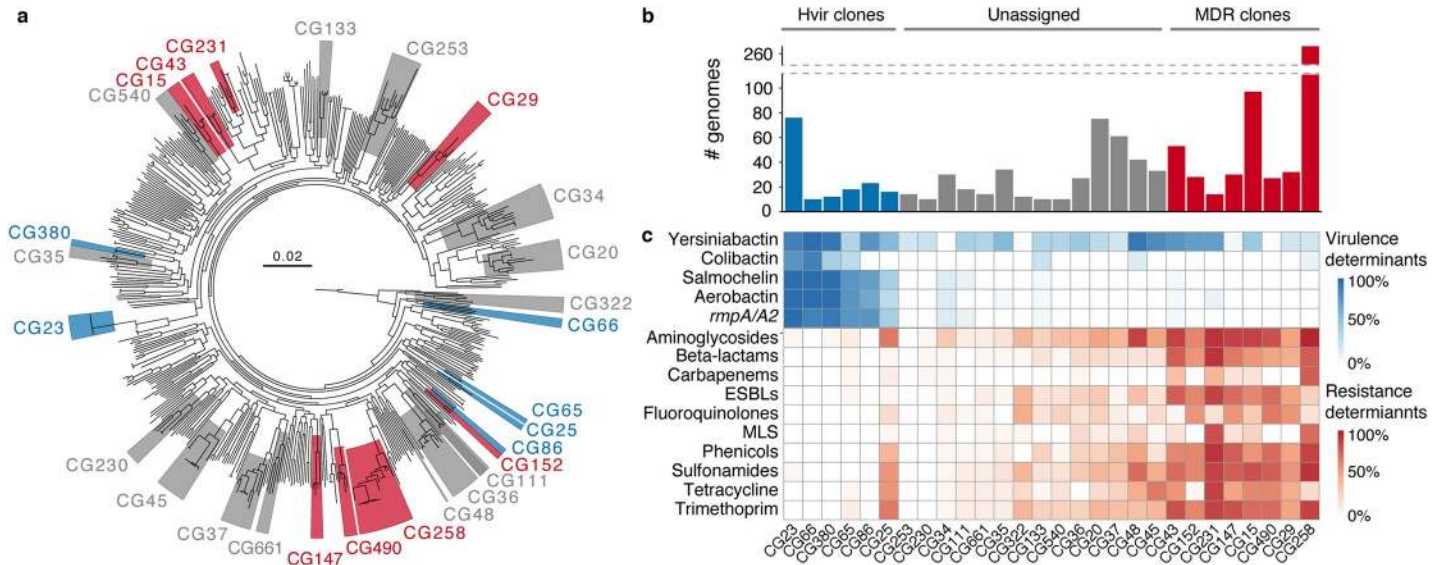 a
CG133
CG253
CG231
CG43
CG15
CG540
CG29
CG34
CG20
CG380
CG35
CG322
CG66
CG23
0.02
CG65
CG25
CG86
CG152
CG111
CG36
CG48
CG230
CG45
CG37
CG661
CG147
CG490
CG258
b
Hvir clones
Unassigned
MDR clones
# genomes
260
100
80
60
40
20
0
c
Yersiniabactin
Colibactin
Salmochelin
Aerobactin
rmpA/A2
Aminoglycosides
Beta-lactams
Carbapenems
ESBLs
Fluoroquinolones
MLS
Phenicols
Sulfonamides
Tetracycline
Trimethoprim
Virulence
determinants
100%
50%
0%
Resistance
determiannts
100%
50%
0%
CG23
CG66
CG380
CG65
CG86
CG25
CG253
CG230
CG34
CG111
CG661
CG35
CG322
CG133
CG540
CG36
CG20
CG37
CG48
CG45
CG43
CG152
CG231
CG147
CG15
CG490
CG29
CG258